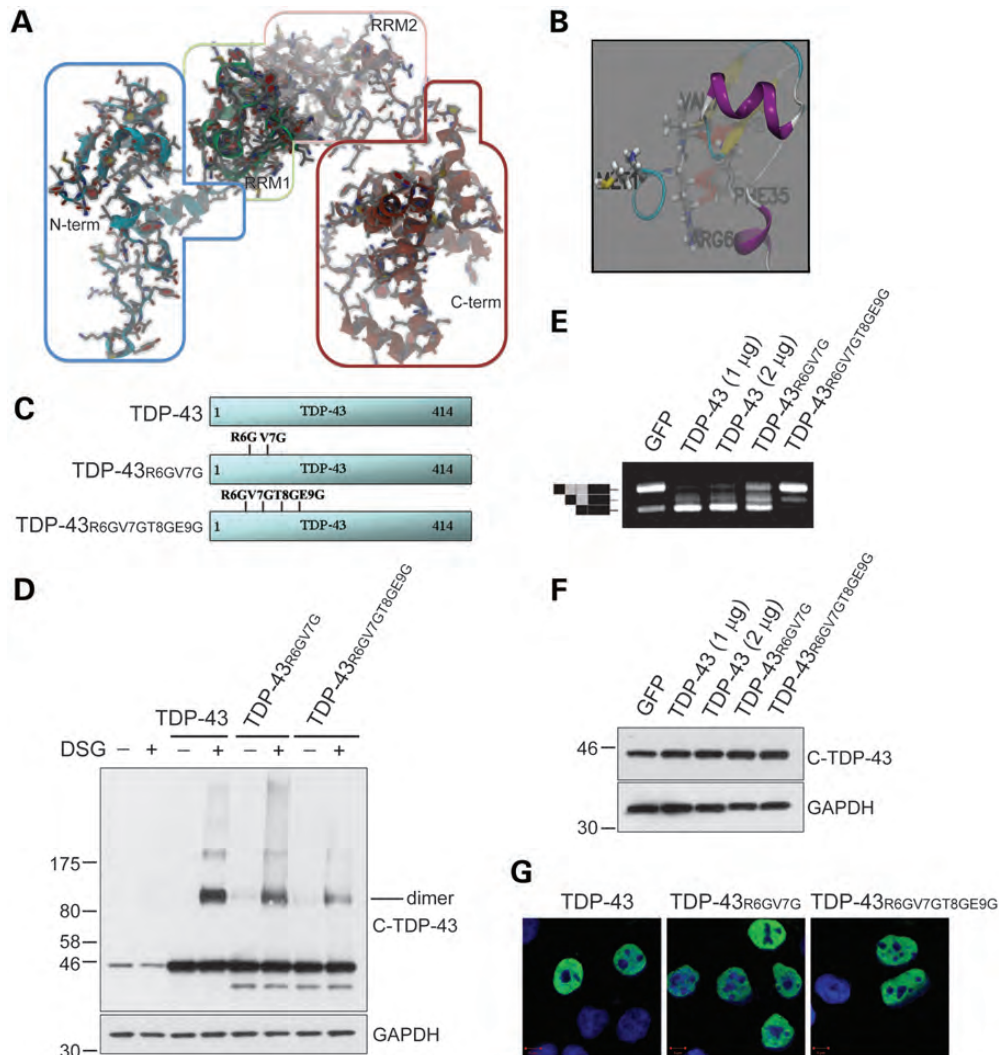 A
RRM2
RRM1
N-term
C-term
B
PHE35
ARG6
C
TDP-43
1 TDP-43 414
R6G V7G
TDP-43R6GV7G
1 TDP-43 414
R6GV7GT8GE9G
TDP-43R6GV7GT8GE9G
1 TDP-43 414
D
TDP-43
TDP-43R6GV7G
TDP-43R6GV7GT8GE9G
DSG – + – + – + – +
175
80
58
46
30
dimer
C-TDP-43
GAPDH
E
GFP
TDP-43 (1 µg)
TDP-43 (2 µg)
TDP-43R6GV7G
TDP-43R6GV7GT8GE9G
F
GFP
TDP-43 (1 µg)
TDP-43 (2 µg)
TDP-43R6GV7G
TDP-43R6GV7GT8GE9G
46
C-TDP-43
GAPDH
30
G
TDP-43
TDP-43R6GV7G
TDP-43R6GV7GT8GE9G